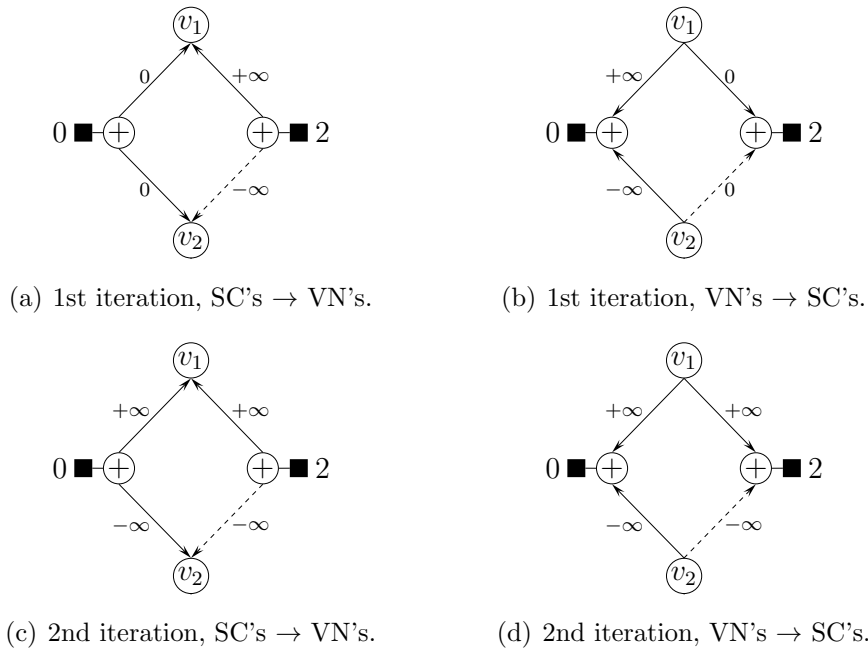 v1 v1
0 +∞ +∞ 0
0 + + 2 0 + + 2
0 −∞ −∞ 0
v2 v2
(a) 1st iteration, SC's → VN's. (b) 1st iteration, VN's → SC's.
v1 v1
+∞ +∞ +∞ +∞
0 + + 2 0 + + 2
−∞ −∞ −∞ −∞
v2 v2
(c) 2nd iteration, SC's → VN's. (d) 2nd iteration, VN's → SC's.